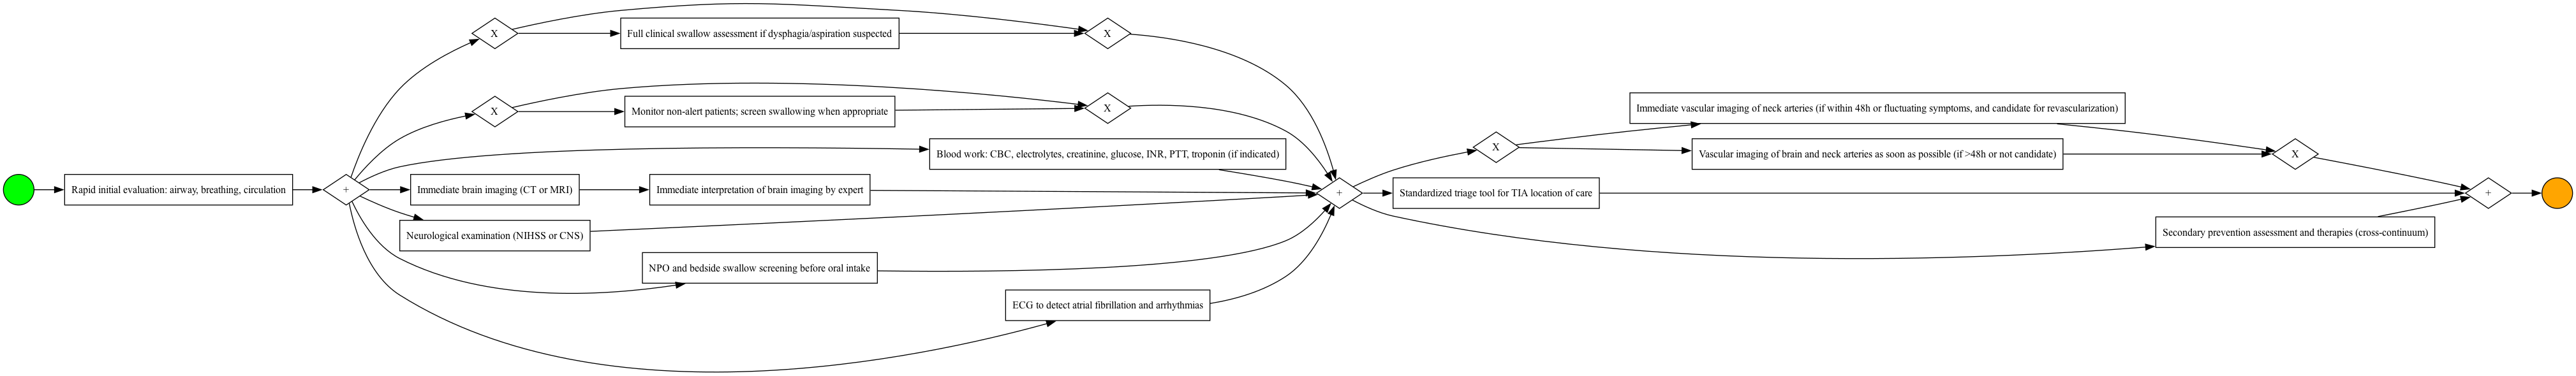 Rapid initial evaluation: airway, breathing, circulation
+
X
Full clinical swallow assessment if dysphagia/aspiration suspected
X
X
Monitor non-alert patients; screen swallowing when appropriate
X
Blood work: CBC, electrolytes, creatinine, glucose, INR, PTT, troponin (if indicated)
Immediate brain imaging (CT or MRI)
Immediate interpretation of brain imaging by expert
Neurological examination (NIHSS or CNS)
NPO and bedside swallow screening before oral intake
ECG to detect atrial fibrillation and arrhythmias
+
X
Immediate vascular imaging of neck arteries (if within 48h or fluctuating symptoms, and candidate for revascularization)
Vascular imaging of brain and neck arteries as soon as possible (if >48h or not candidate)
X
Standardized triage tool for TIA location of care
Secondary prevention assessment and therapies (cross-continuum)
+